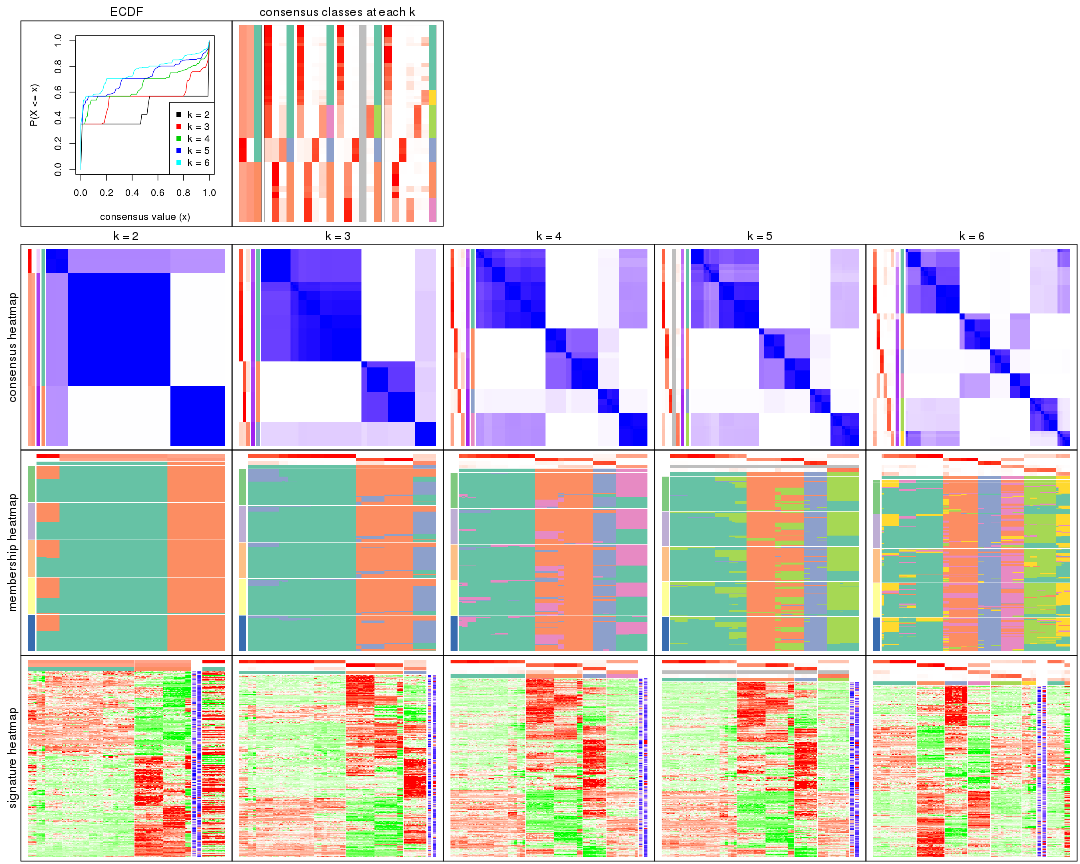 ECDF
consensus classes at each k
P(X <= x)
0.0 0.2 0.4 0.6 0.8 1.0
k = 2
k = 3
k = 4
k = 5
k = 6
0.0 0.2 0.4 0.6 0.8 1.0
consensus value (x)
k = 2
k = 3
k = 4
k = 5
k = 6
consensus heatmap
membership heatmap
signature heatmap